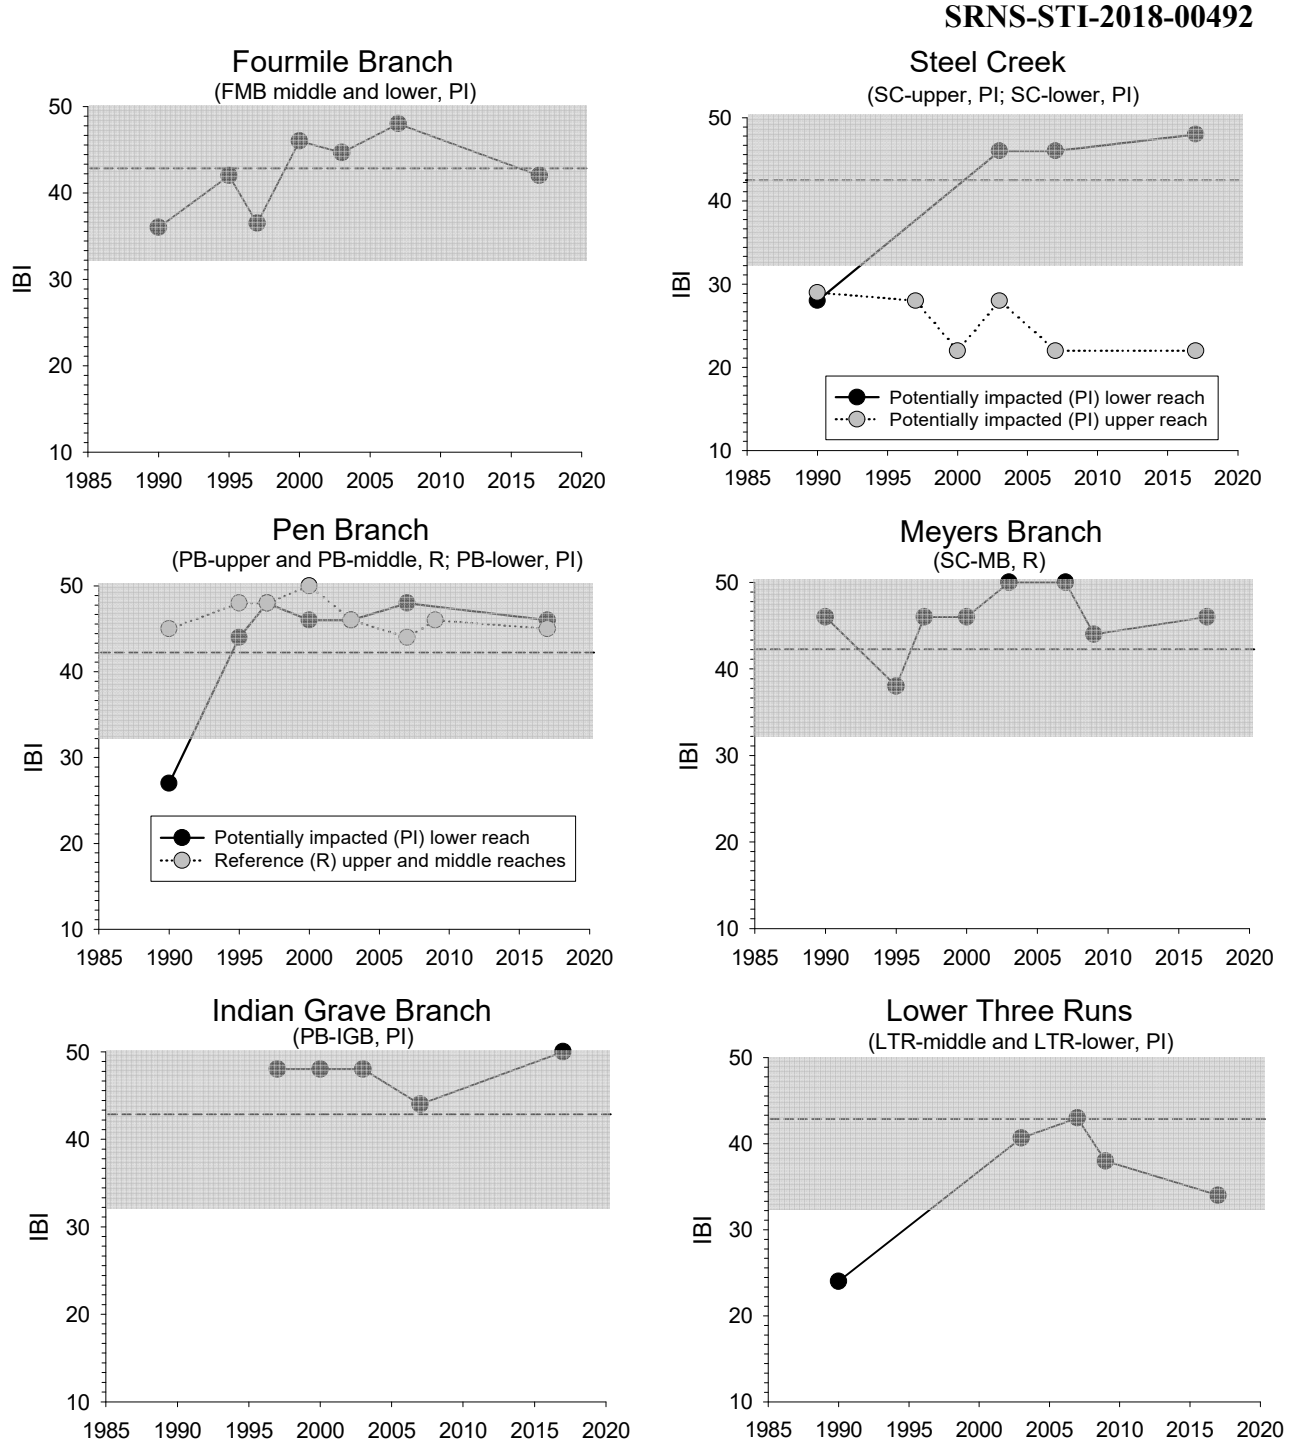 SRNS-STI-2018-00492
Fourmile Branch
(FMB middle and lower, PI)
50
40
30
20
10
IBI
1985 1990 1995 2000 2005 2010 2015 2020
Steel Creek
(SC-upper, PI; SC-lower, PI)
50
40
30
20
10
IBI
Potentially impacted (PI) lower reach
Potentially impacted (PI) upper reach
1985 1990 1995 2000 2005 2010 2015 2020
Pen Branch
(PB-upper and PB-middle, R; PB-lower, PI)
50
40
30
20
10
IBI
Potentially impacted (PI) lower reach
Reference (R) upper and middle reaches
1985 1990 1995 2000 2005 2010 2015 2020
Meyers Branch
(SC-MB, R)
50
40
30
20
10
IBI
1985 1990 1995 2000 2005 2010 2015 2020
Indian Grave Branch
(PB-IGB, PI)
50
40
30
20
10
IBI
1985 1990 1995 2000 2005 2010 2015 2020
Lower Three Runs
(LTR-middle and LTR-lower, PI)
50
40
30
20
10
IBI
1985 1990 1995 2000 2005 2010 2015 2020